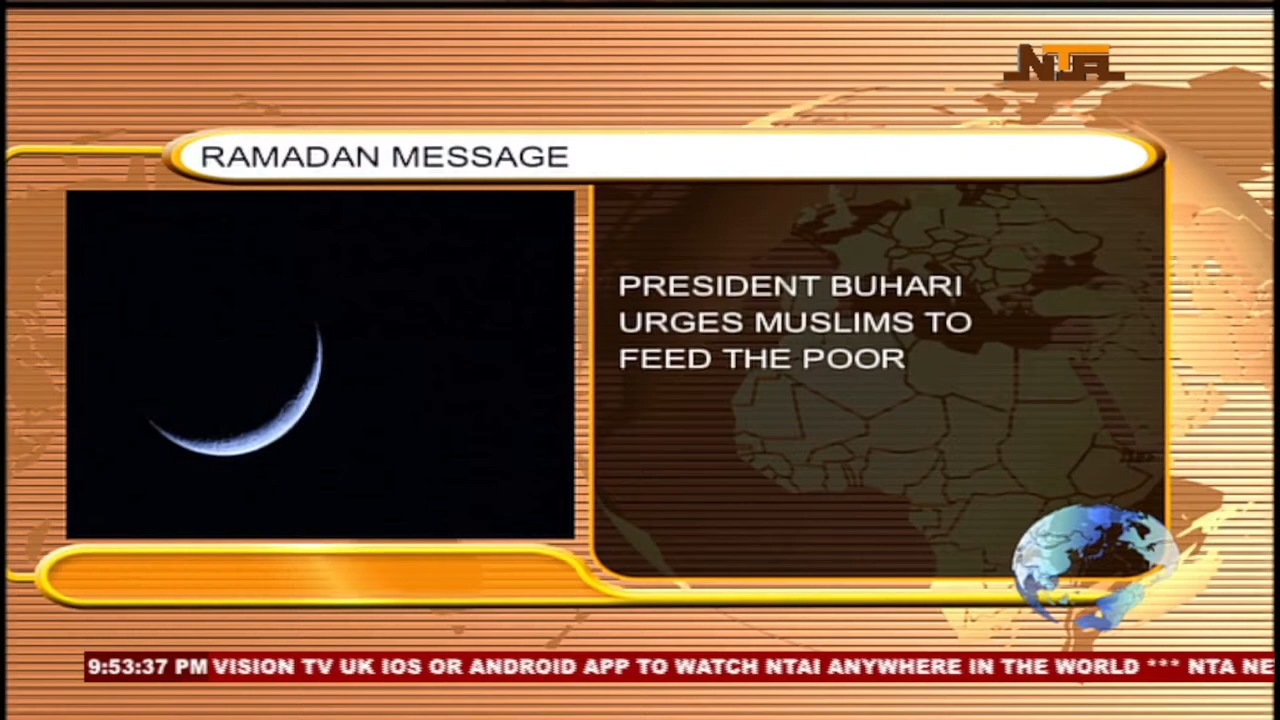 NTA
RAMADAN MESSAGE
PRESIDENT BUHARI
URGES MUSLIMS TO
FEED THE POOR
9:53:37 PM VISION TV UK IOS OR ANDROID APP TO WATCH NTAI ANYWHERE IN THE WORLD *** NTA NE